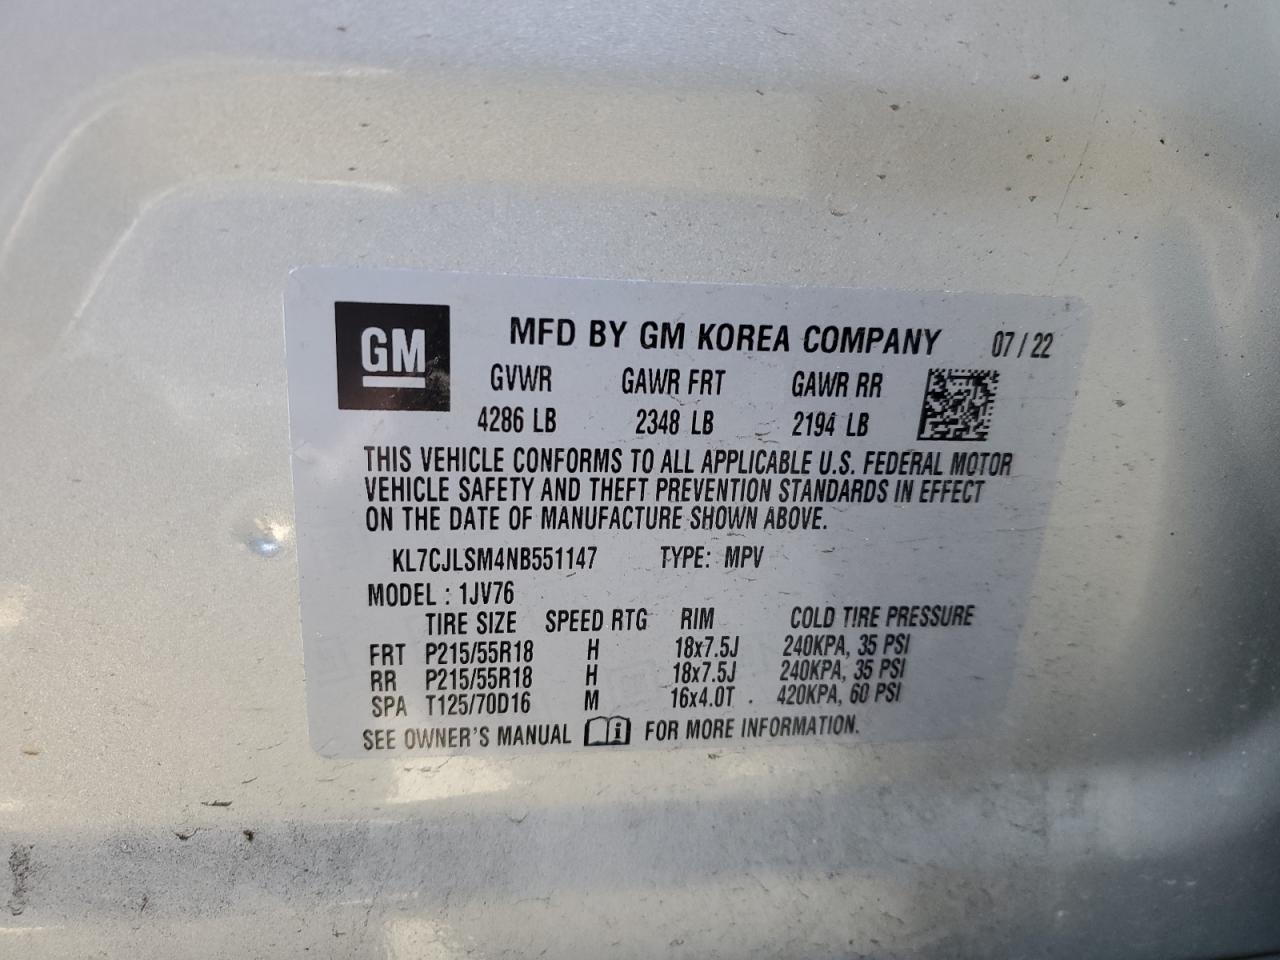 GM
MFD BY GM KOREA COMPANY 07/22
GVWR GAWR FRT GAWR RR
4286 LB 2348 LB 2194 LB
THIS VEHICLE CONFORMS TO ALL APPLICABLE U.S. FEDERAL MOTOR
VEHICLE SAFETY AND THEFT PREVENTION STANDARDS IN EFFECT
ON THE DATE OF MANUFACTURE SHOWN ABOVE.
KL7CJLSM4NB551147 TYPE: MPV
MODEL : 1JV76
TIRE SIZE SPEED RTG RIM COLD TIRE PRESSURE
FRT P215/55R18 H 18x7.5J 240KPA, 35 PSI
RR P215/55R18 H 18x7.5J 240KPA, 35 PSI
SPA T125/70D16 M 16x4.0T . 420KPA, 60 PSI
SEE OWNER'S MANUAL i FOR MORE INFORMATION.